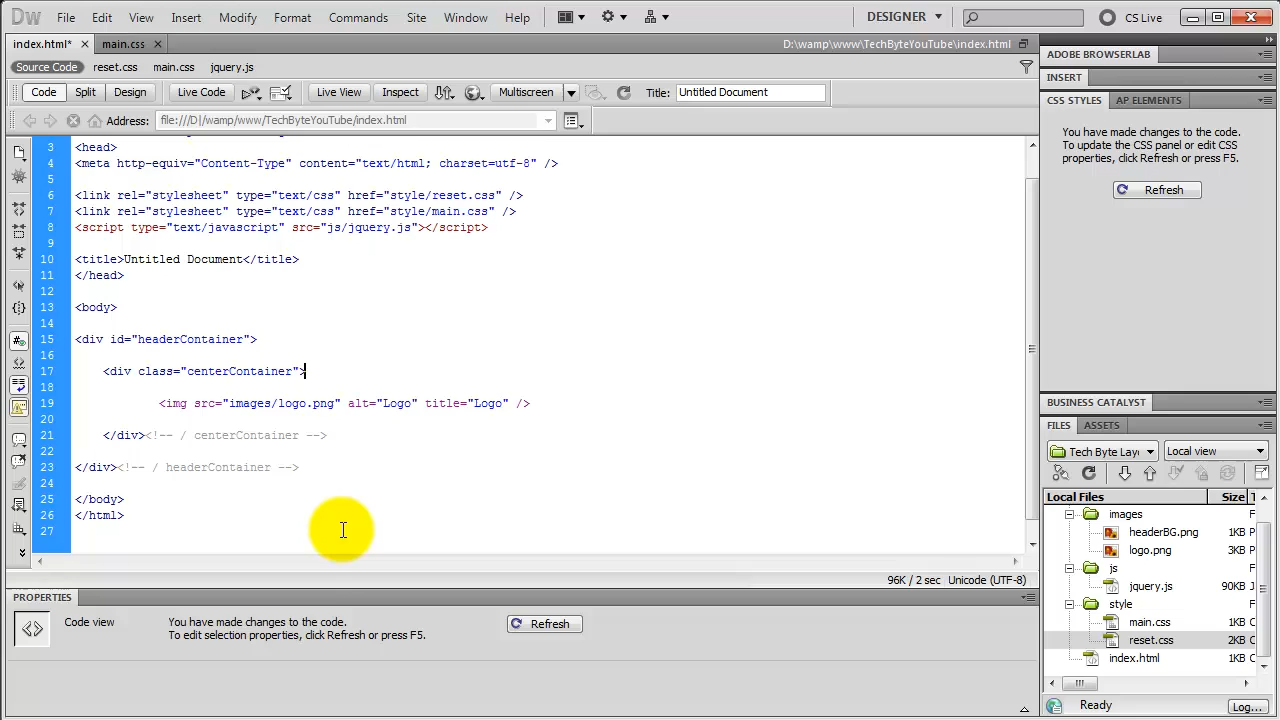 Dw File Edit View Insert Modify Format Commands Site Window Help DESIGNER CS Live
index.html* main.css D:\wamp\www\TechByteYouTube\index.html
Source Code reset.css main.css jquery.js
Code Split Design Live Code Live View Inspect Multiscreen Title: Untitled Document
Address: file:///D|/wamp/www/TechByteYouTube/index.html
3 <head>
4 <meta http-equiv="Content-Type" content="text/html; charset=utf-8" />
5
6 <link rel="stylesheet" type="text/css" href="style/reset.css" />
7 <link rel="stylesheet" type="text/css" href="style/main.css" />
8 <script type="text/javascript" src="js/jquery.js"></script>
9
10 <title>Untitled Document</title>
11 </head>
12
13 <body>
14
15 <div id="headerContainer">
16
17 <div class="centerContainer">
18
19 <img src="images/logo.png" alt="Logo" title="Logo" />
20
21 </div><!-- / centerContainer -->
22
23 </div><!-- / headerContainer -->
24
25 </body>
26 </html>
27
96K / 2 sec Unicode (UTF-8)
PROPERTIES
Code view
You have made changes to the code.
To edit selection properties, click Refresh or press F5.
Refresh
ADOBE BROWSERLAB
INSERT
CSS STYLES AP ELEMENTS
You have made changes to the code.
To update the CSS panel or edit CSS
properties, click Refresh or press F5.
Refresh
BUSINESS CATALYST
FILES ASSETS
Tech Byte Lay Local view
Local Files Size
images F
headerBG.png 1KB P
logo.png 3KB P
js F
jquery.js 90KB J
style F
main.css 1KB C
reset.css 2KB C
index.html 1KB C
Ready Log...